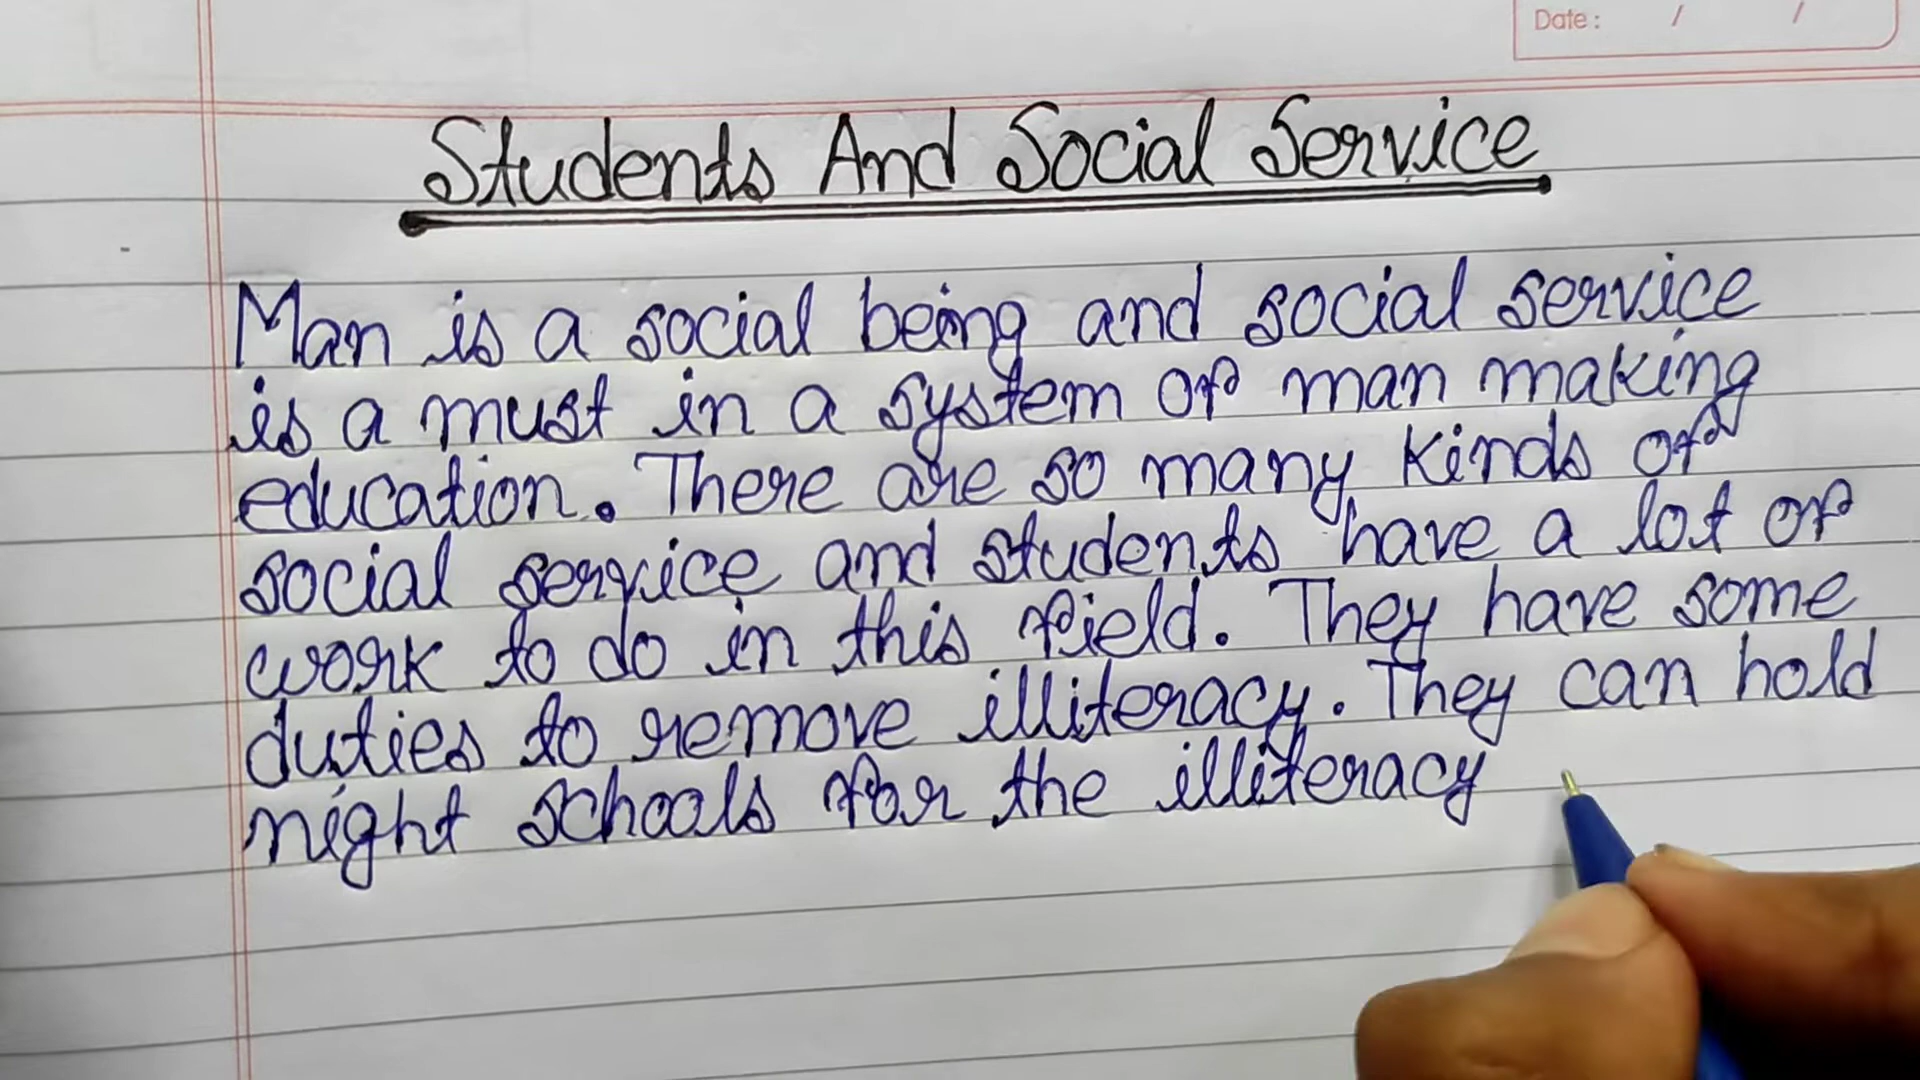 Date : / /
Students And Social Service
Man is a social being and social service
is a must in a system of man making
education. There are so many kinds of
social service and students have a lot of
work to do in this field. They have some
duties to remove illiteracy. They can hold
night schools for the illiteracy